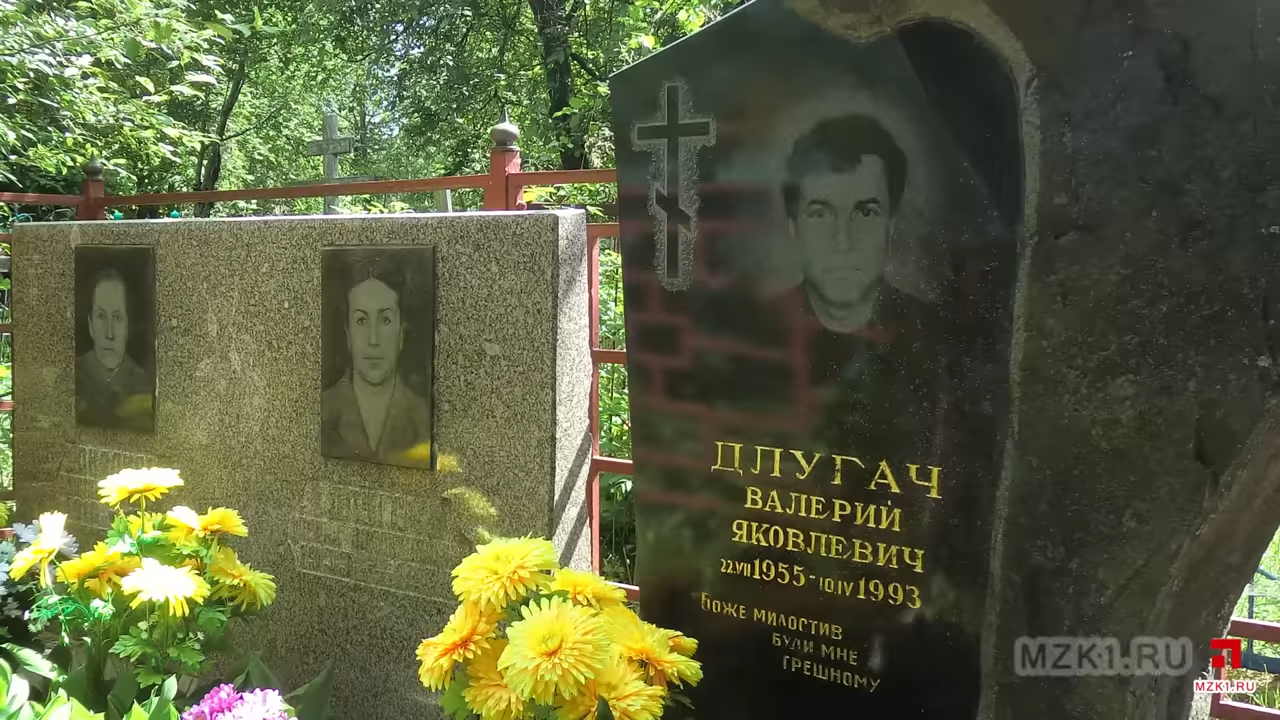 ДЛУГАЧ
ВАЛЕРИЙ
ЯКОВЛЕВИЧ
22.VII 1955 - 10.IV 1993
БОЖЕ МИЛОСТИВ
БУДИ МНЕ
ГРЕШНОМУ
MZK1.RU
MZK1.RU